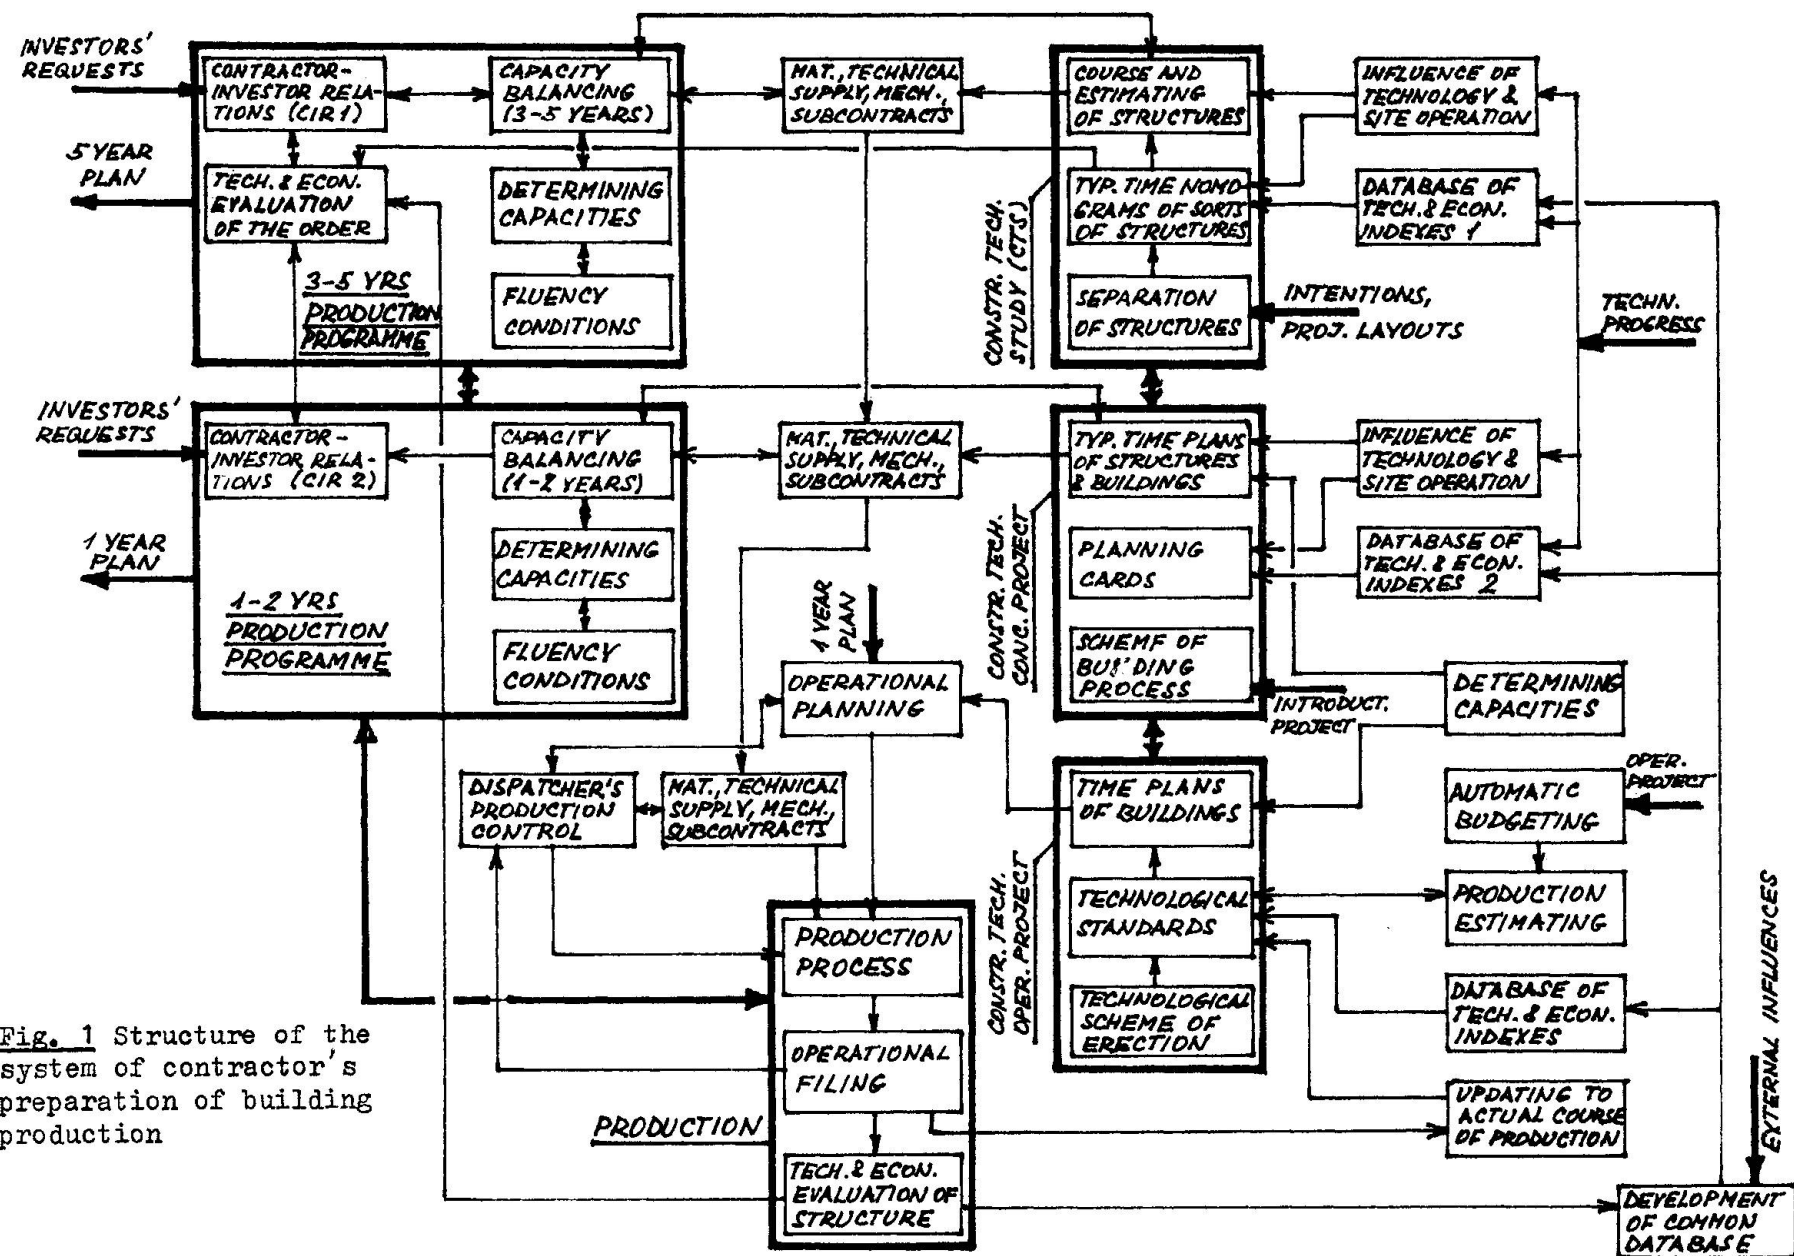 INVESTORS'
REQUESTS
CONTRACTOR-
INVESTOR RELA-
TIONS (CIR 1)
CAPACITY
BALANCING
(3-5 YEARS)
MAT., TECHNICAL
SUPPLY, MECH.,
SUBCONTRACTS
COURSE AND
ESTIMATING
OF STRUCTURES
INFLUENCE OF
TECHNOLOGY &
SITE OPERATION
5 YEAR
PLAN
TECH. & ECON.
EVALUATION
OF THE ORDER
DETERMINING
CAPACITIES
TYP. TIME NOMO-
GRAMS OF SORTS
OF STRUCTURES
DATABASE OF
TECH. & ECON.
INDEXES 1
3-5 YRS
PRODUCTION
PROGRAMME
FLUENCY
CONDITIONS
CONSTR. TECH.
STUDY (CTS)
SEPARATION
OF STRUCTURES
INTENTIONS,
PROJ. LAYOUTS
TECHN.
PROGRESS
INVESTORS'
REQUESTS
CONTRACTOR-
INVESTOR RELA-
TIONS (CIR 2)
CAPACITY
BALANCING
(1-2 YEARS)
MAT., TECHNICAL
SUPPLY, MECH.,
SUBCONTRACTS
TYP. TIME PLANS
OF STRUCTURES
& BUILDINGS
INFLUENCE OF
TECHNOLOGY &
SITE OPERATION
1 YEAR
PLAN
DETERMINING
CAPACITIES
CONSTR. TECH.
CONC. PROJECT
PLANNING
CARDS
DATABASE OF
TECH. & ECON.
INDEXES 2
1-2 YRS
PRODUCTION
PROGRAMME
FLUENCY
CONDITIONS
1 YEAR
PLAN
OPERATIONAL
PLANNING
SCHEMF OF
BUI'DING
PROCESS
INTRODUCT.
PROJECT
DETERMINING
CAPACITIES
DISPATCHER'S
PRODUCTION
CONTROL
MAT., TECHNICAL
SUPPLY, MECH.,
SUBCONTRACTS
TIME PLANS
OF BUILDINGS
OPER.
PROJECT
AUTOMATIC
BUDGETING
CONSTR. TECH.
OPER. PROJECT
TECHNOLOGICAL
STANDARDS
PRODUCTION
ESTIMATING
PRODUCTION
PROCESS
TECHNOLOGICAL
SCHEME OF
ERECTION
DATABASE OF
TECH. & ECON.
INDEXES
EXTERNAL INFLUENCES
Fig. 1 Structure of the
system of contractor's
preparation of building
production
OPERATIONAL
FILING
UPDATING TO
ACTUAL COURSE
OF PRODUCTION
PRODUCTION
TECH. & ECON.
EVALUATION OF
STRUCTURE
DEVELOPMENT
OF COMMON
DATABASE